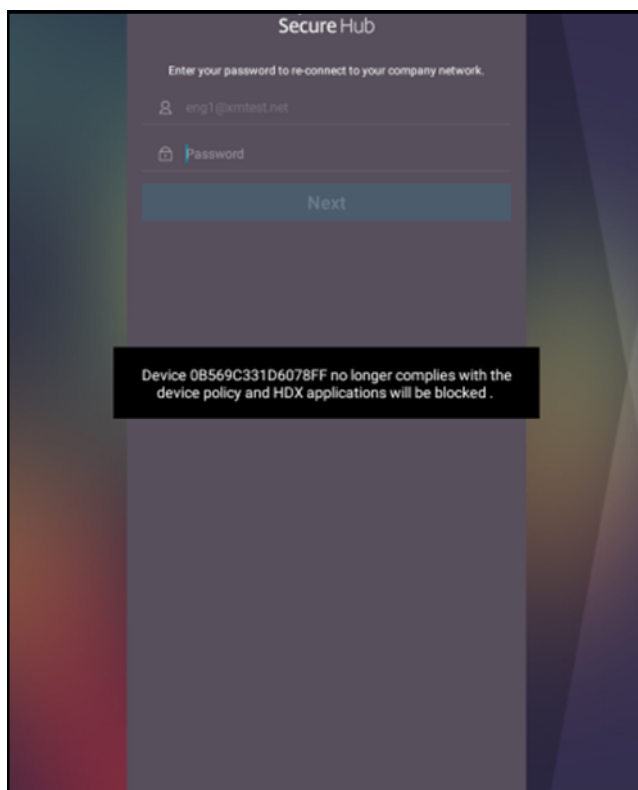 Secure Hub
Enter your password to re-connect to your company network.
eng1@xmtest.net
Password
Next
Device 0B569C331D6078FF no longer complies with the
device policy and HDX applications will be blocked .